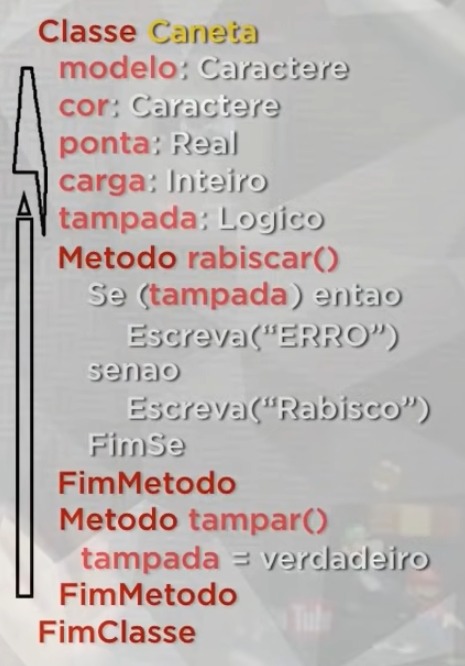 Classe Caneta
modelo: Caractere
cor: Caractere
ponta: Real
carga: Inteiro
tampada: Logico
Metodo rabiscar()
Se (tampada) entao
Escreva(“ERRO”)
senao
Escreva(“Rabisco”)
FimSe
FimMetodo
Metodo tampar()
tampada = verdadeiro
FimMetodo
FimClasse